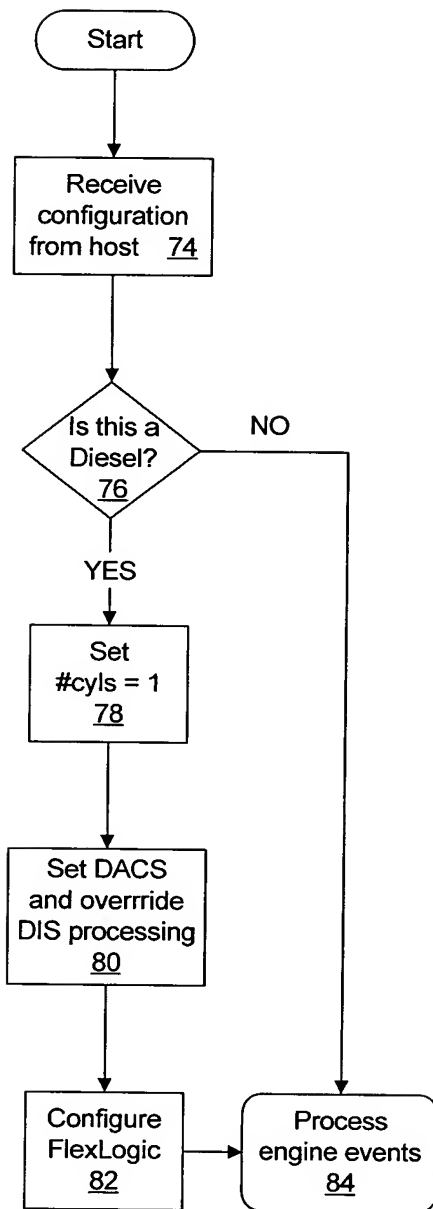 Start
Receive
configuration
from host 74
Is this a
Diesel?
76
NO
YES
Set
#cyls = 1
78
Set DACS
and overrride
DIS processing
80
Configure
FlexLogic
82
Process
engine events
84